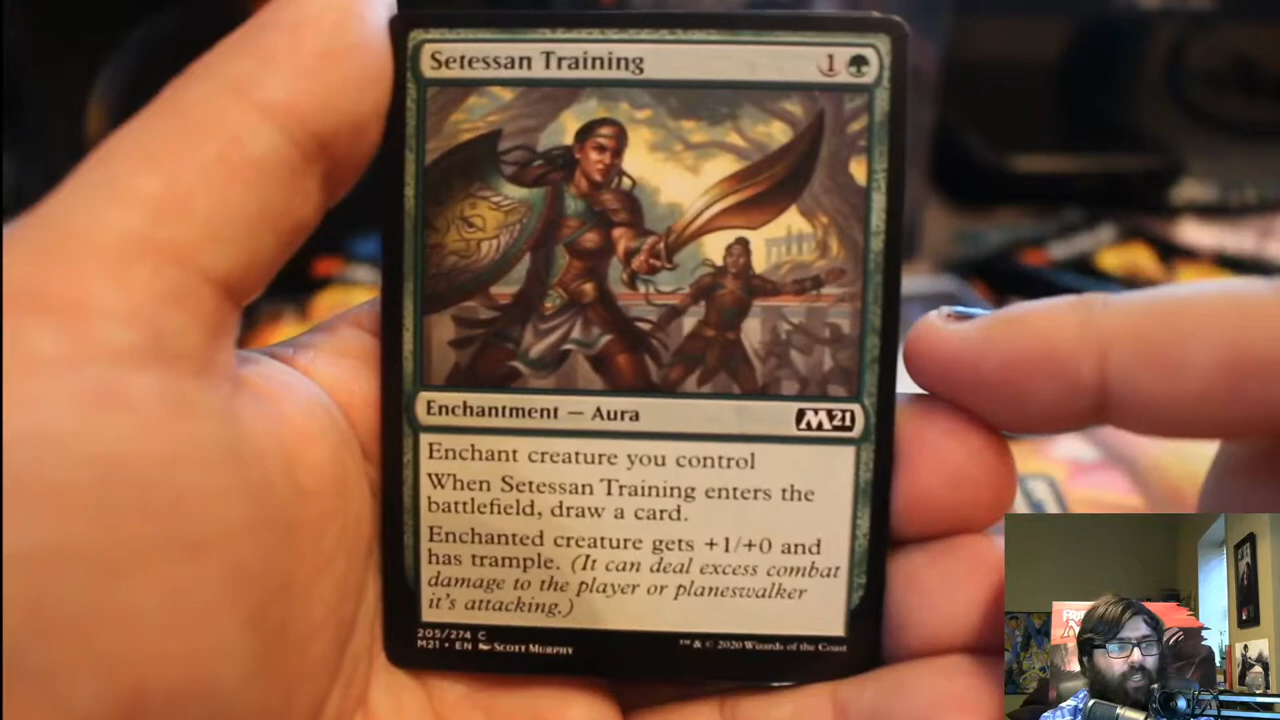 Setessan Training 1
Enchantment — Aura M21
Enchant creature you control
When Setessan Training enters the
battlefield, draw a card.
Enchanted creature gets +1/+0 and
has trample. (It can deal excess combat
damage to the player or planeswalker
it's attacking.)
205/274 C
M21 • EN SCOTT MURPHY
™ & © 2020 Wizards of the Coast